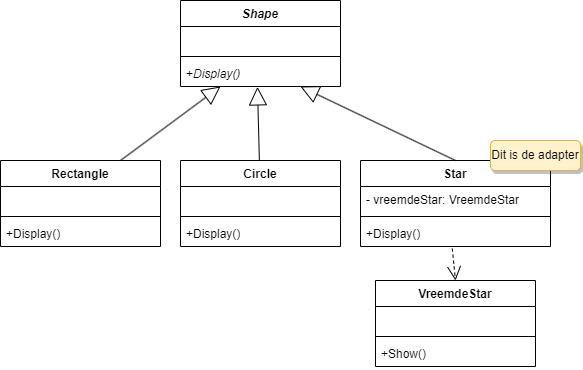 Shape
+Display()
Dit is de adapter
Rectangle
+Display()
Circle
+Display()
Star
- vreemdeStar: VreemdeStar
+Display()
VreemdeStar
+Show()